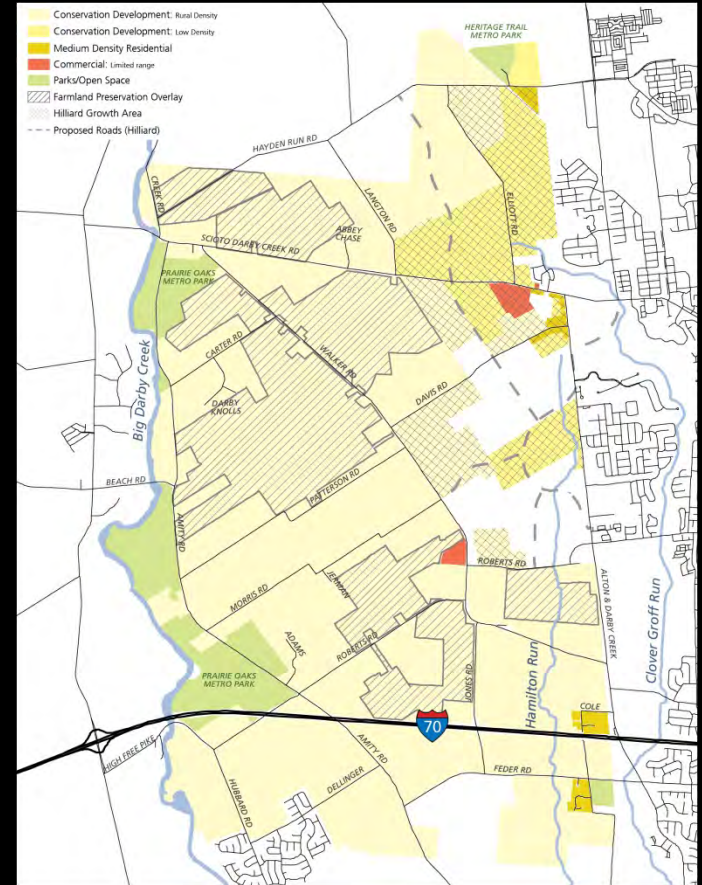 Conservation Development: Rural Density
Conservation Development: Low Density
Medium Density Residential
Commercial: Limited range
Parks/Open Space
Farmland Preservation Overlay
Hilliard Growth Area
Proposed Roads (Hilliard)
HERITAGE TRAIL
METRO PARK
HAYDEN RUN RD
CREEK RD
LANGTON RD
ELLIOTT RD
ABBEY
CHASE
SCIOTO DARBY CREEK RD
PRAIRIE OAKS
METRO PARK
CARTER RD
WALKER RD
Big Darby Creek
DARBY
KNOLLS
DAVIS RD
BEACH RD
PATTERSON RD
AMITY RD
ROBERTS RD
MORRIS RD
JERMAN
ALTON & DARBY CREEK
Clover Groff Run
ADAMS
ROBERTS RD
PRAIRIE OAKS
METRO PARK
JONES RD
Hamilton Run
COLE
70
HIGH FREE PIKE
AMITY RD
FEDER RD
HUBBARD RD
DELLINGER